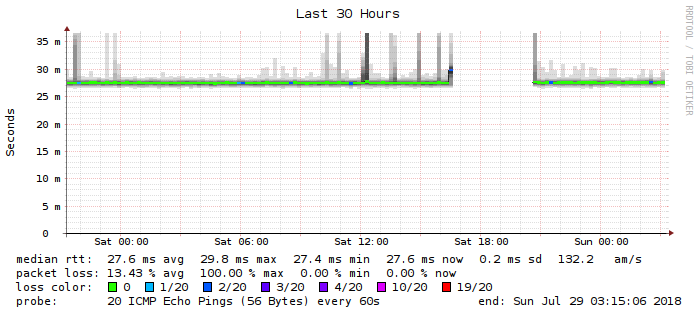 Last 30 Hours
RRDTOOL / TOBI OETIKER
Seconds
35 m
30 m
25 m
20 m
15 m
10 m
5 m
0
Sat 00:00 Sat 06:00 Sat 12:00 Sat 18:00 Sun 00:00
median rtt: 27.6 ms avg 29.8 ms max 27.4 ms min 27.6 ms now 0.2 ms sd 132.2 am/s
packet loss: 13.43 % avg 100.00 % max 0.00 % min 0.00 % now
loss color: 0 1/20 2/20 3/20 4/20 10/20 19/20
probe: 20 ICMP Echo Pings (56 Bytes) every 60s end: Sun Jul 29 03:15:06 2018